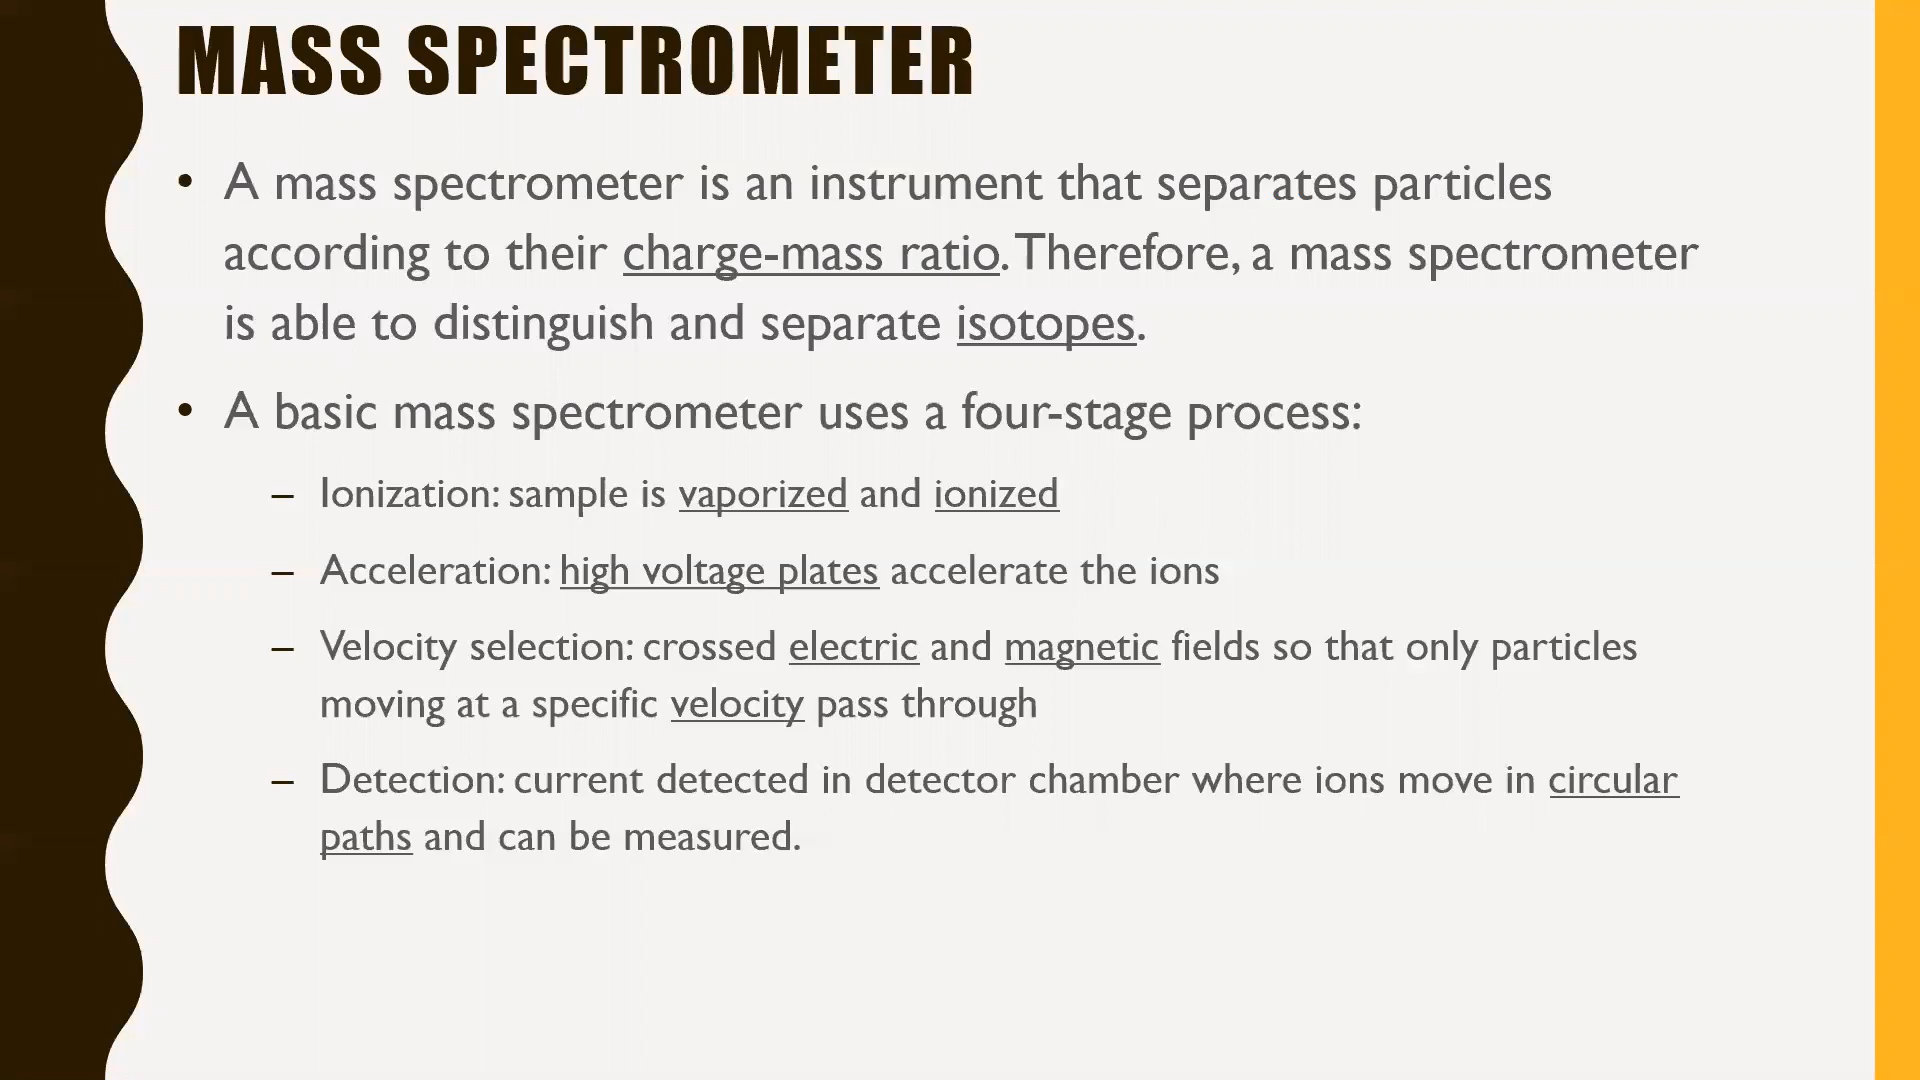 MASS SPECTROMETER
• A mass spectrometer is an instrument that separates particles
according to their charge-mass ratio. Therefore, a mass spectrometer
is able to distinguish and separate isotopes.
• A basic mass spectrometer uses a four-stage process:
– Ionization: sample is vaporized and ionized
– Acceleration: high voltage plates accelerate the ions
– Velocity selection: crossed electric and magnetic fields so that only particles
moving at a specific velocity pass through
– Detection: current detected in detector chamber where ions move in circular
paths and can be measured.